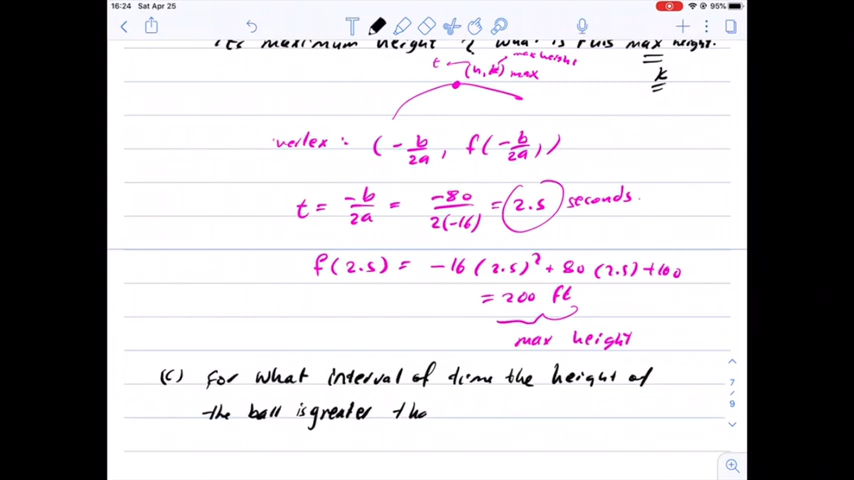 16:24 Sat Apr 25 95%
its maximum height ? what is this max height.
t (h, k) max max height
k
vertex : ( -b/2a , f( -b/2a ) )
t = -b/2a = -80/2(-16) = 2.5 seconds.
f(2.5) = -16 (2.5)² + 80 (2.5) + 100
= 200 ft
max height
(c) For what interval of time the height of
the ball is greater tha
7
9